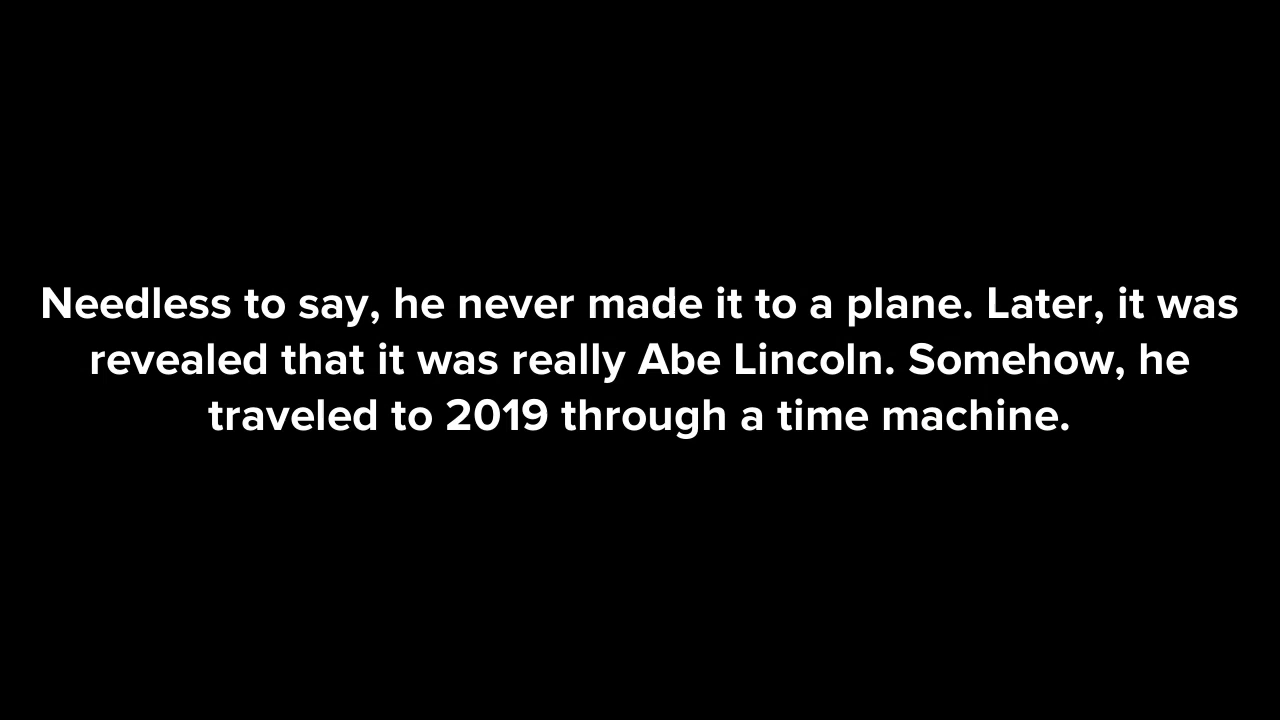 Needless to say, he never made it to a plane. Later, it was
revealed that it was really Abe Lincoln. Somehow, he
traveled to 2019 through a time machine.